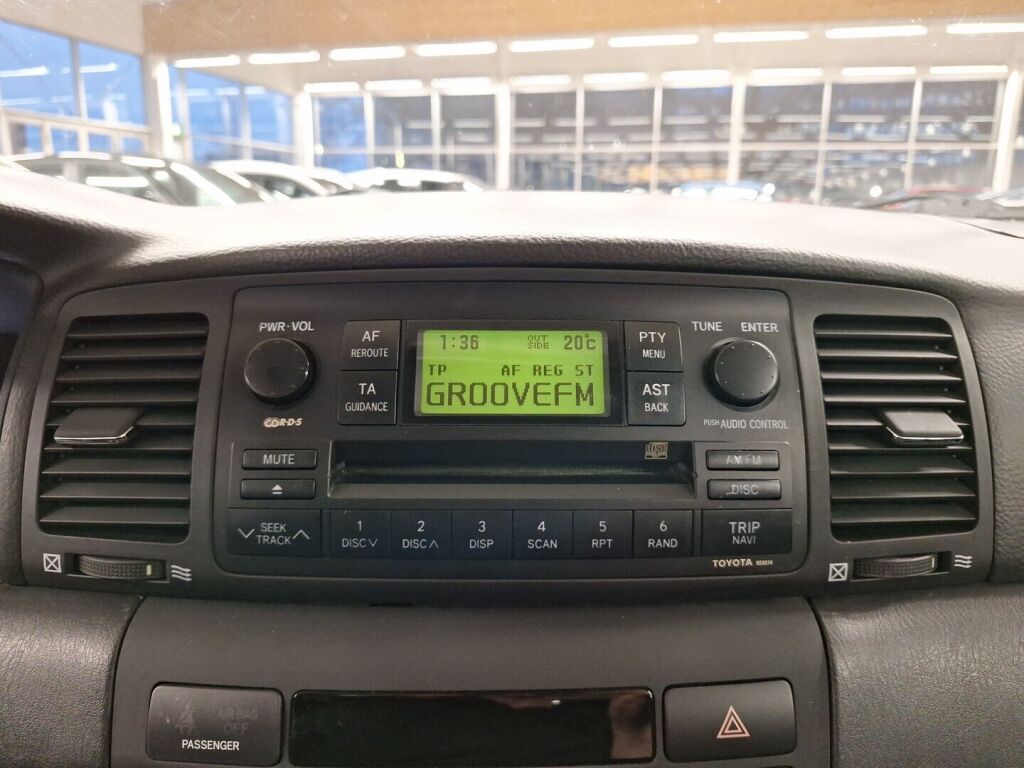 PWR·VOL
AF
REROUTE
TA
GUIDANCE
1:36
OUT
SIDE
20°C
TP AF REG ST
GROOVEFM
PTY
MENU
AST
BACK
TUNE ENTER
PUSH AUDIO CONTROL
R·D·S
MUTE
AM FM
DISC
SEEK
TRACK
1
DISC
2
DISC
3
DISP
4
SCAN
5
RPT
6
RAND
TRIP
NAVI
TOYOTA
AIRBAG
OFF
PASSENGER